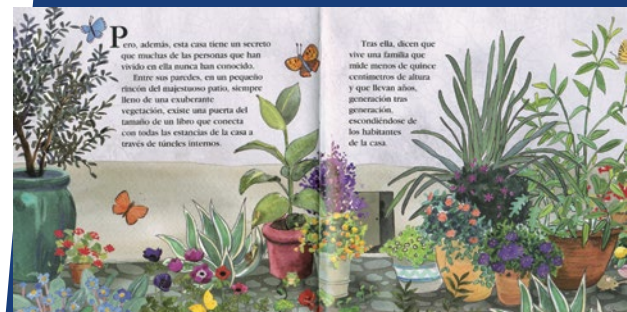 Pero, además, esta casa tiene un secreto
que muchas de las personas que han
vivido en ella nunca han conocido.
Entre sus paredes, en un pequeño
rincón del majestuoso patio, siempre
lleno de una exuberante
vegetación, existe una puerta del
tamaño de un libro que conecta
con todas las estancias de la casa a
través de túneles internos.
Tras ella, dicen que
vive una familia que
mide menos de quince
centímetros de altura
y que llevan años,
generación tras
generación,
escondiéndose de
los habitantes
de la casa.